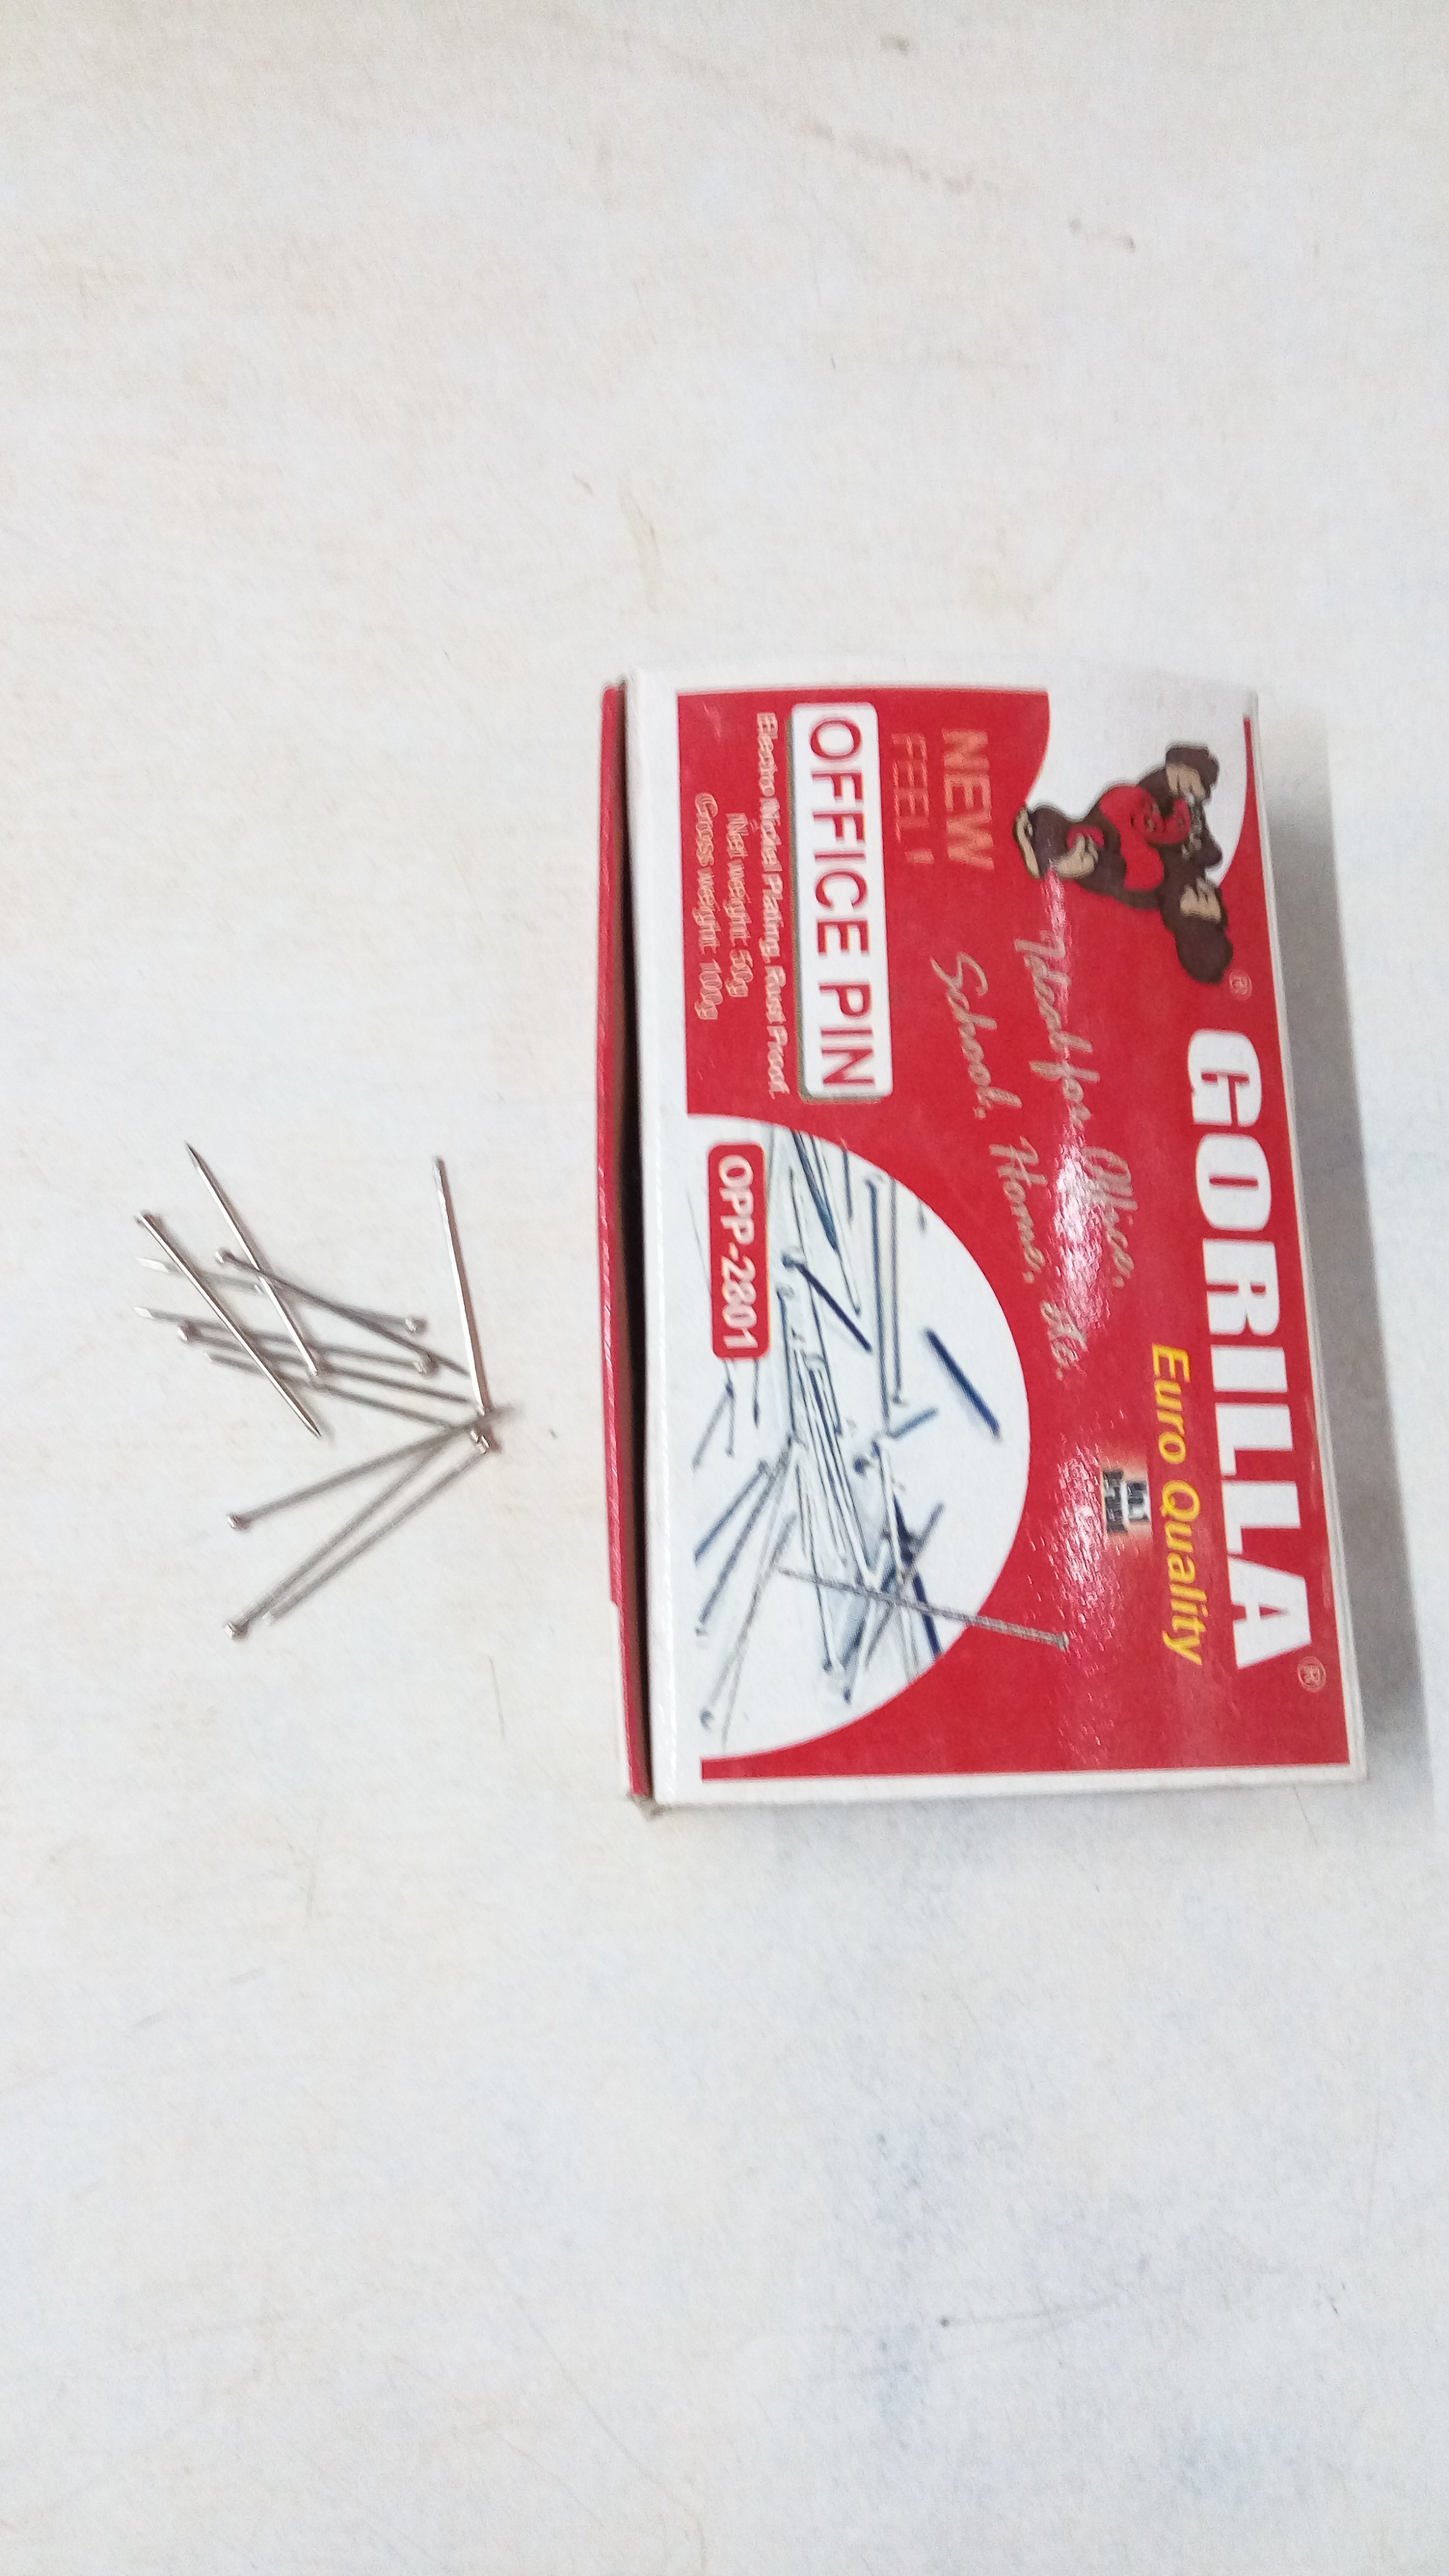 ®
GORILLA®
Euro Quality
Ideal for Office,
School, Home, etc.
NEW
FEEL!
OFFICE PIN
Electro Nickel Plating, Rust Proof.
Net weight: 50g
Gross weight: 100g
OPP-2801